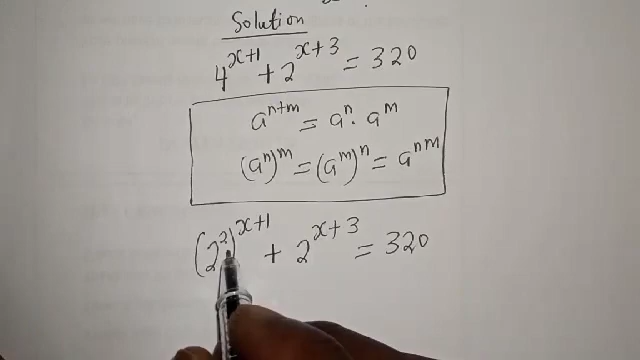 Solution
4^{x+1} + 2^{x+3} = 320
a^{n+m} = a^n · a^m
(a^n)^m = (a^m)^n = a^{nm}
(2^2)^{x+1} + 2^{x+3} = 320